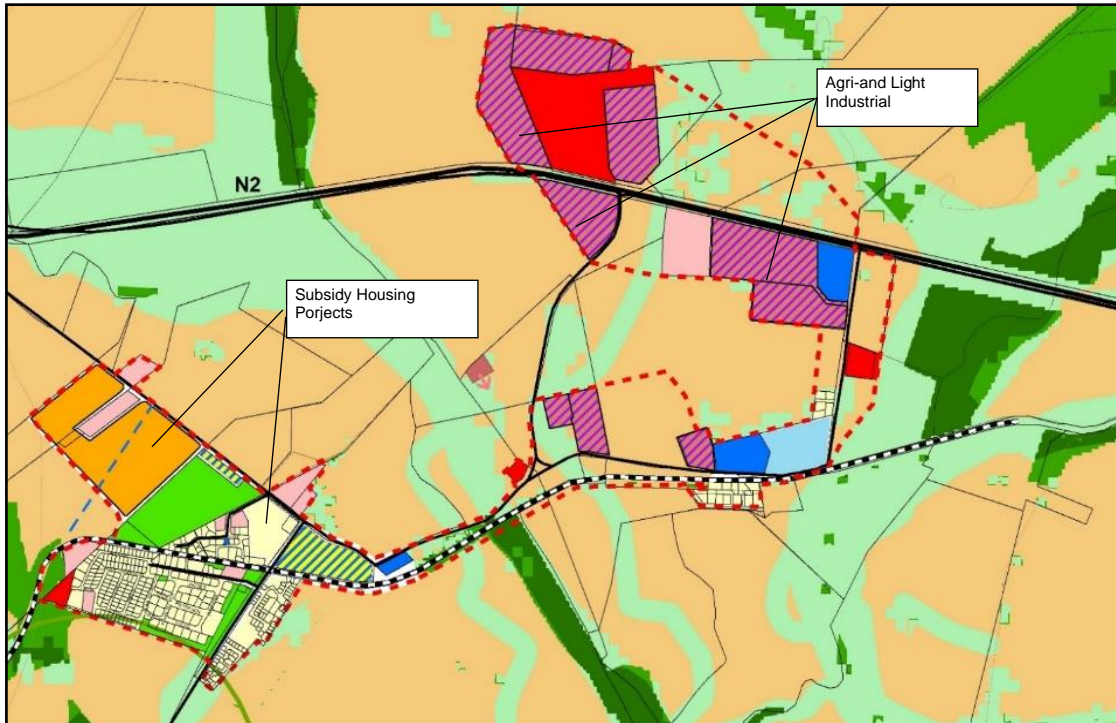 Agri-and Light
Industrial
N2
Subsidy Housing
Porjects